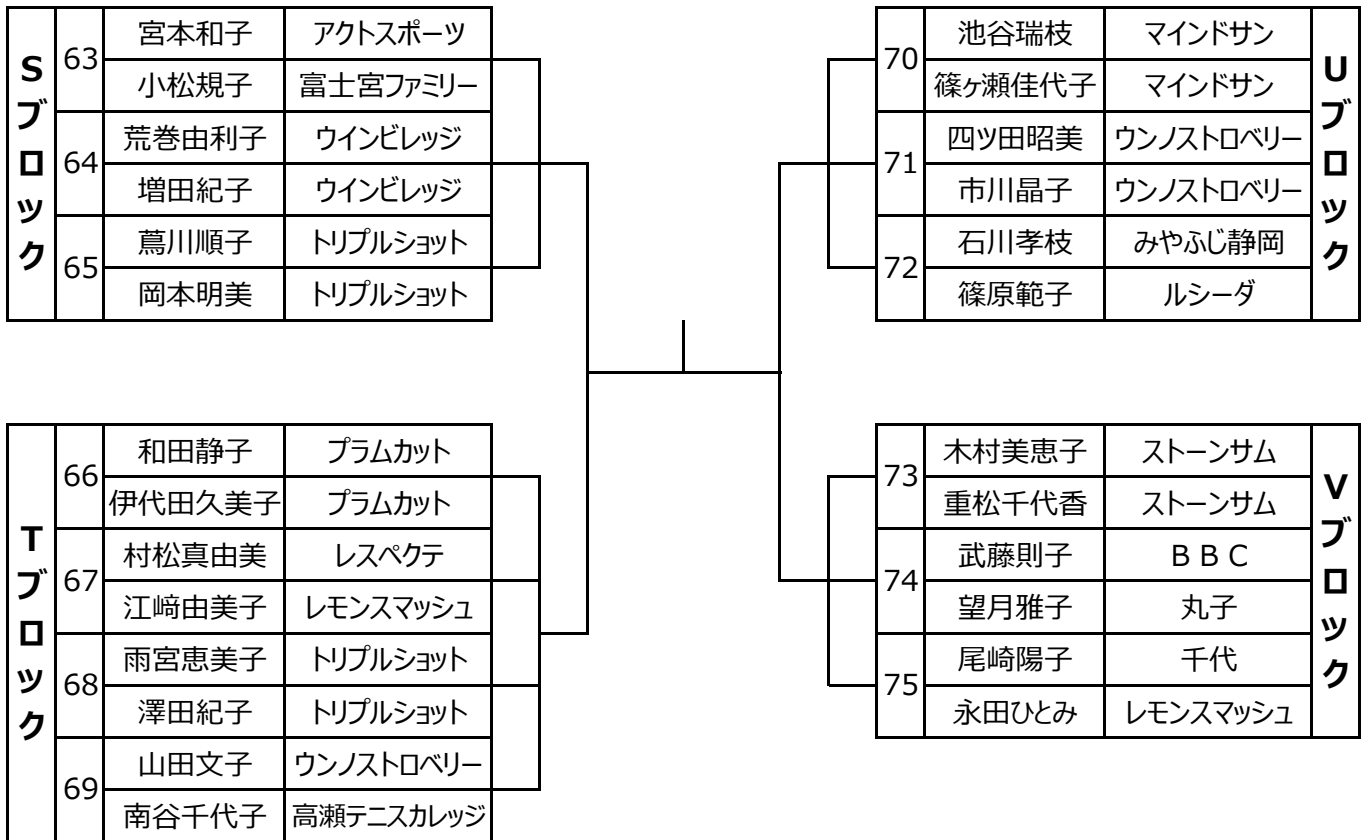 Sブロック
63
宮本和子 アクトスポーツ
小松規子 富士宮ファミリー
64
荒巻由利子 ウインビレッジ
増田紀子 ウインビレッジ
65
蔦川順子 トリプルショット
岡本明美 トリプルショット
Tブロック
66
和田静子 プラムカット
伊代田久美子 プラムカット
67
村松真由美 レスペクテ
江﨑由美子 レモンスマッシュ
68
雨宮恵美子 トリプルショット
澤田紀子 トリプルショット
69
山田文子 ウンノストロベリー
南谷千代子 高瀬テニスカレッジ
Uブロック
70
池谷瑞枝 マインドサン
篠ヶ瀬佳代子 マインドサン
71
四ツ田昭美 ウンノストロベリー
市川晶子 ウンノストロベリー
72
石川孝枝 みやふじ静岡
篠原範子 ルシーダ
Vブロック
73
木村美恵子 ストーンサム
重松千代香 ストーンサム
74
武藤則子 ＢＢＣ
望月雅子 丸子
75
尾崎陽子 千代
永田ひとみ レモンスマッシュ